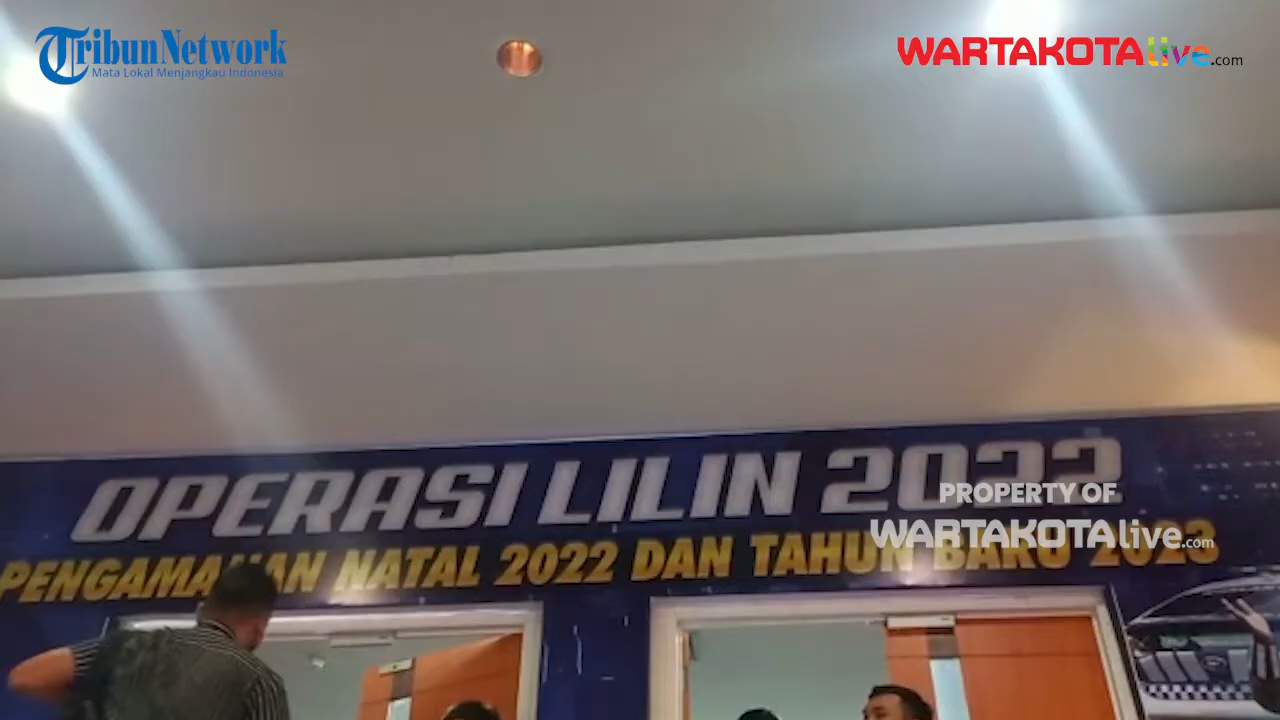 TribunNetwork
Mata Lokal Menjangkau Indonesia
WARTAKOTAlive.com
OPERASI LILIN 2022
PENGAMANAN NATAL 2022 DAN TAHUN BARU 2023
PROPERTY OF
WARTAKOTAlive.com